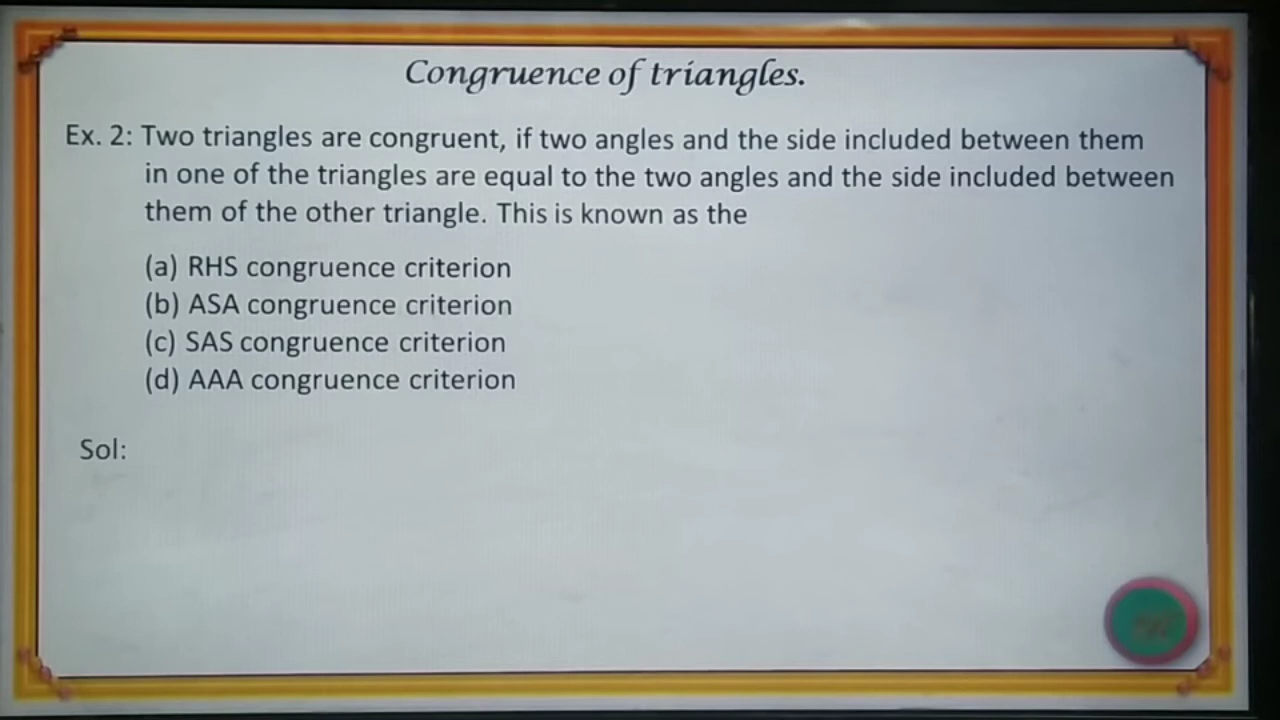 Congruence of triangles.
Ex. 2: Two triangles are congruent, if two angles and the side included between them
in one of the triangles are equal to the two angles and the side included between
them of the other triangle. This is known as the
(a) RHS congruence criterion
(b) ASA congruence criterion
(c) SAS congruence criterion
(d) AAA congruence criterion
Sol: